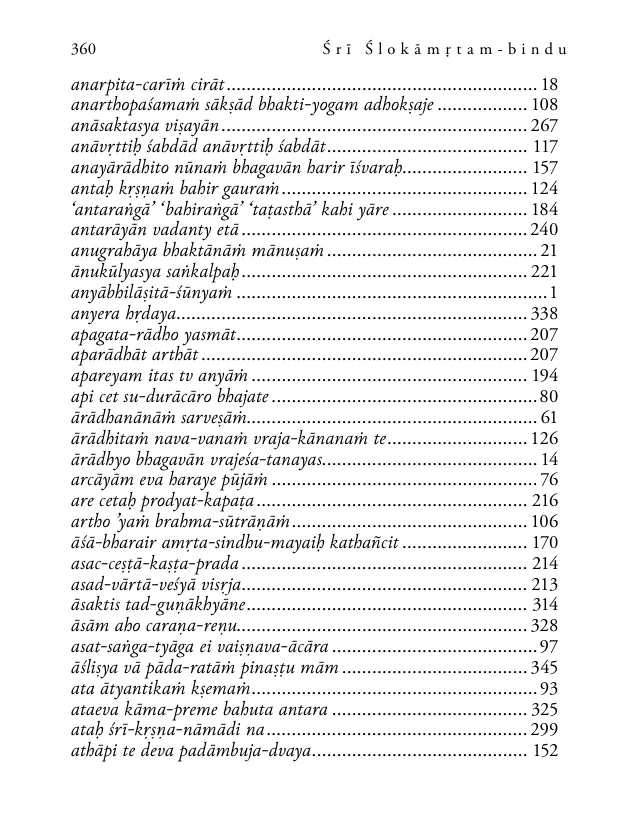 360 Śrī Ślokāmṛtam-bindu
anarpita-carīṁ cirāt........................................................................... 18
anarthopaśamaṁ sākṣād bhakti-yogam adhokṣaje .................. 108
anāsaktasya viṣayān............................................................. 267
anāvṛttiḥ śabdād anāvṛttiḥ śabdāt........................................ 117
anayārādhito nūnaṁ bhagavān harir īśvaraḥ......................... 157
antaḥ kṛṣṇaṁ bahir gauraṁ................................................. 124
‘antaraṅgā’ ‘bahiraṅgā’ ‘taṭasthā’ kahi yāre ........................... 184
antarāyān vadanty etā ......................................................... 240
anugrahāya bhaktānāṁ mānuṣaṁ .......................................... 21
ānukūlyasya saṅkalpaḥ......................................................... 221
anyābhilāṣitā-śūnyaṁ .............................................................. 1
anyera hṛdaya...................................................................... 338
apagata-rādho yasmāt.......................................................... 207
aparādhāt arthāt ................................................................. 207
apareyam itas tv anyāṁ ....................................................... 194
api cet su-durācāro bhajate ..................................................... 80
ārādhanānāṁ sarveṣāṁ.......................................................... 61
ārādhitaṁ nava-vanaṁ vraja-kānanaṁ te............................ 126
ārādhyo bhagavān vrajeśa-tanayas........................................... 14
arcāyām eva haraye pūjāṁ ..................................................... 76
are cetaḥ prodyat-kapaṭa ...................................................... 216
artho ’yaṁ brahma-sūtrāṇāṁ............................................... 106
āśā-bharair amṛta-sindhu-mayaiḥ kathañcit ......................... 170
asac-ceṣṭā-kaṣṭa-prada ......................................................... 214
asad-vārtā-veśyā visrja......................................................... 213
āsaktis tad-guṇākhyāne........................................................ 314
āsām aho caraṇa-reṇu.......................................................... 328
asat-saṅga-tyāga ei vaiṣṇava-ācāra ......................................... 97
āśliṣya vā pāda-ratāṁ pinaṣṭu mām ..................................... 345
ata ātyantikaṁ kṣemaṁ......................................................... 93
ataeva kāma-preme bahuta antara ....................................... 325
ataḥ śrī-kṛṣṇa-nāmādi na .................................................... 299
athāpi te deva padāmbuja-dvaya........................................... 152